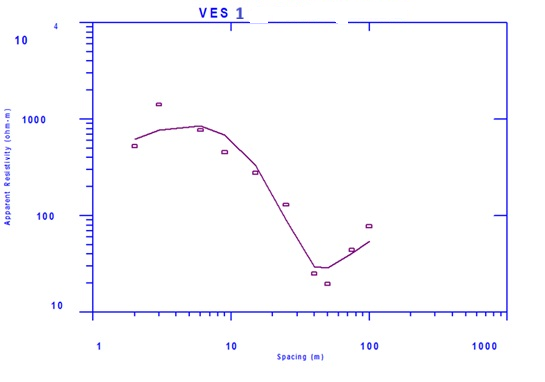 VES 1
10 4
1000
100
10
Apparent Resistivity (ohm-m)
1 10 100 1000
Spacing (m)